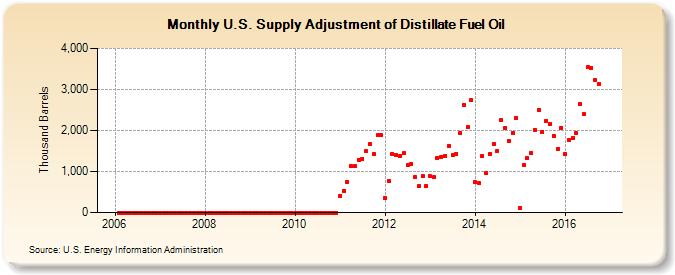 Monthly U.S. Supply Adjustment of Distillate Fuel Oil
Thousand Barrels
4,000
3,000
2,000
1,000
0
2006 2008 2010 2012 2014 2016
Source: U.S. Energy Information Administration